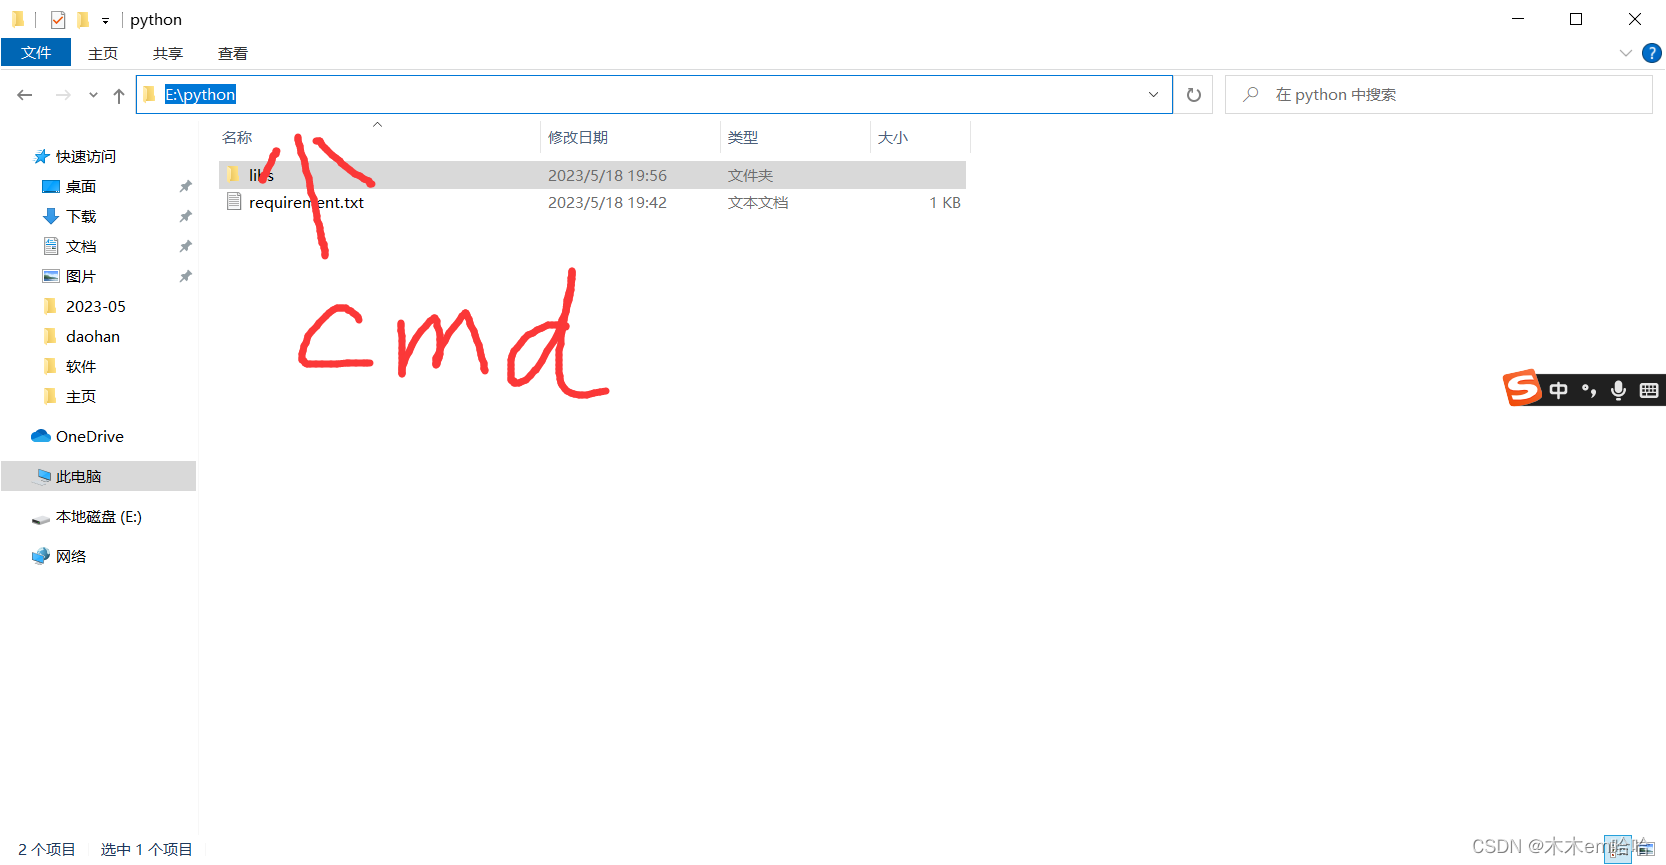 python
文件 主页 共享 查看
E:\python
在 python 中搜索
名称 修改日期 类型 大小
libs 2023/5/18 19:56 文件夹
requirement.txt 2023/5/18 19:42 文本文档 1 KB
快速访问
桌面
下载
文档
图片
2023-05
daohan
软件
主页
OneDrive
此电脑
本地磁盘 (E:)
网络
cmd
S 中
2 个项目 选中 1 个项目
CSDN @木木em哈哈